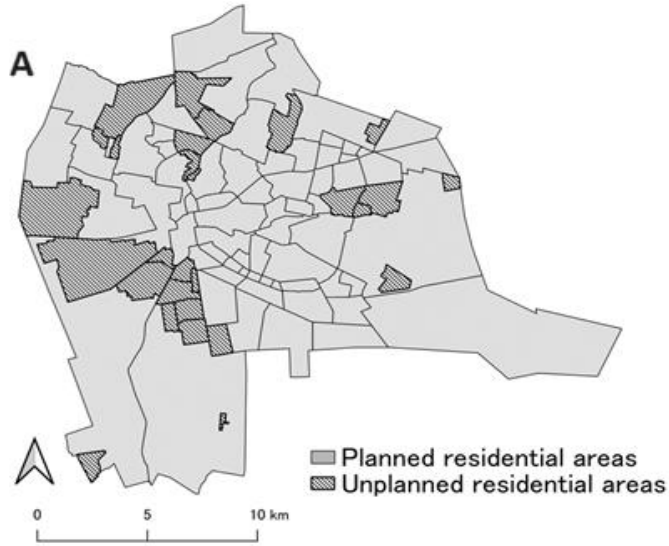 A
Planned residential areas
Unplanned residential areas
0 5 10 km